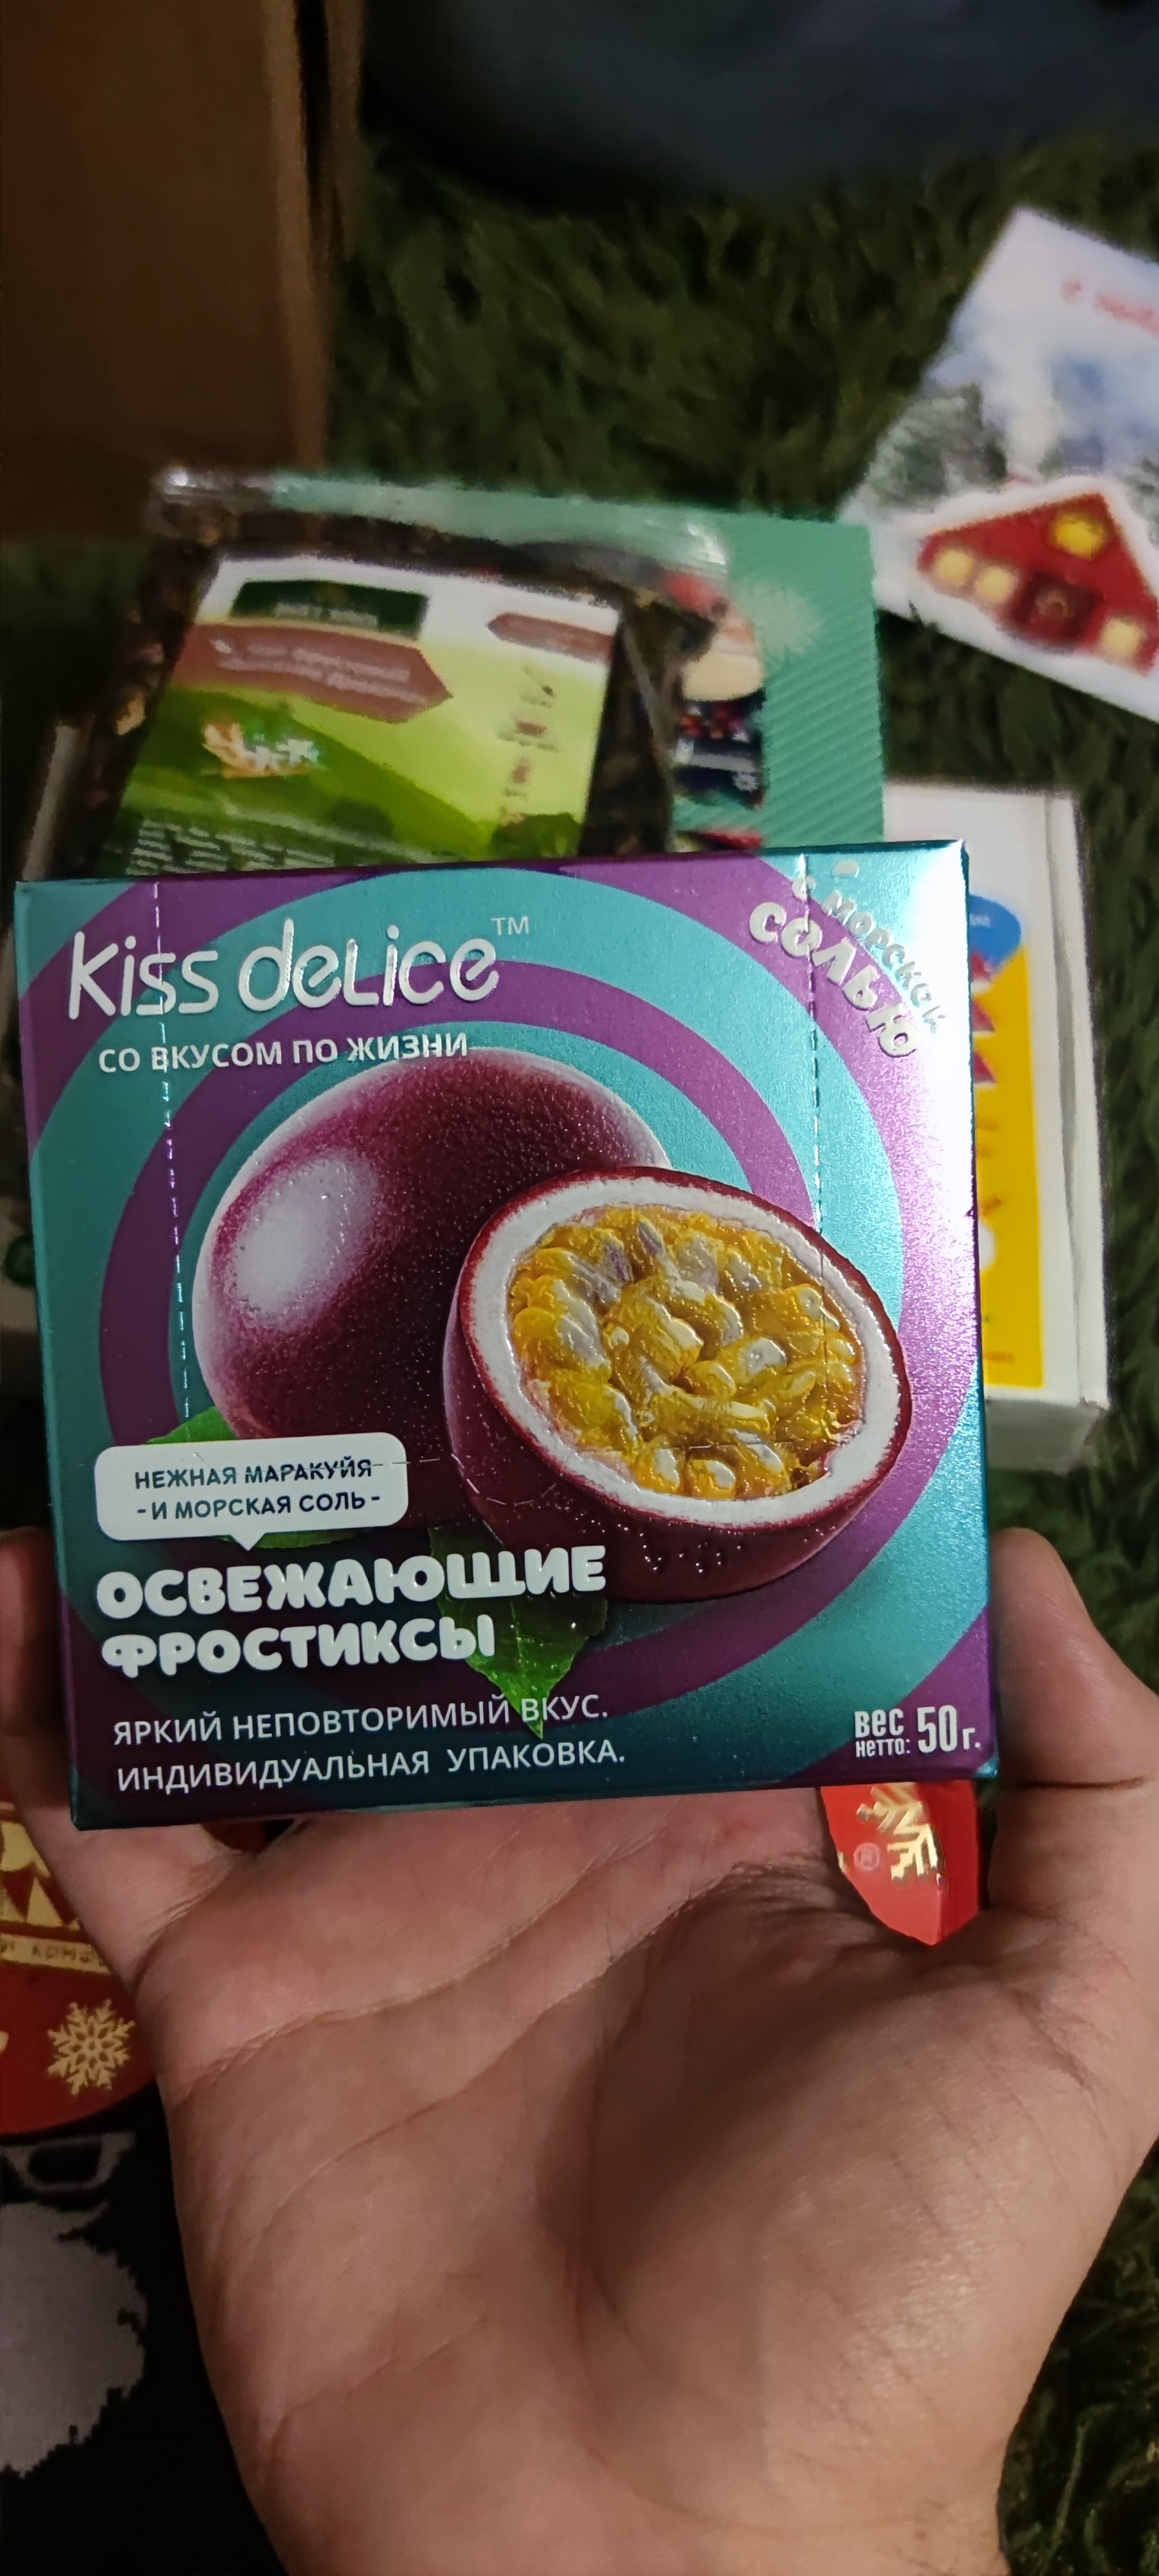 Kiss deLice™
СО ВКУСОМ ПО ЖИЗНИ
С МОРСКОЙ
СОЛЬЮ
НЕЖНАЯ МАРАКУЙЯ
- И МОРСКАЯ СОЛЬ -
ОСВЕЖАЮЩИЕ
ФРОСТИКСЫ
ЯРКИЙ НЕПОВТОРИМЫЙ ВКУС.
ИНДИВИДУАЛЬНАЯ УПАКОВКА.
вес
нетто: 50 г.
®